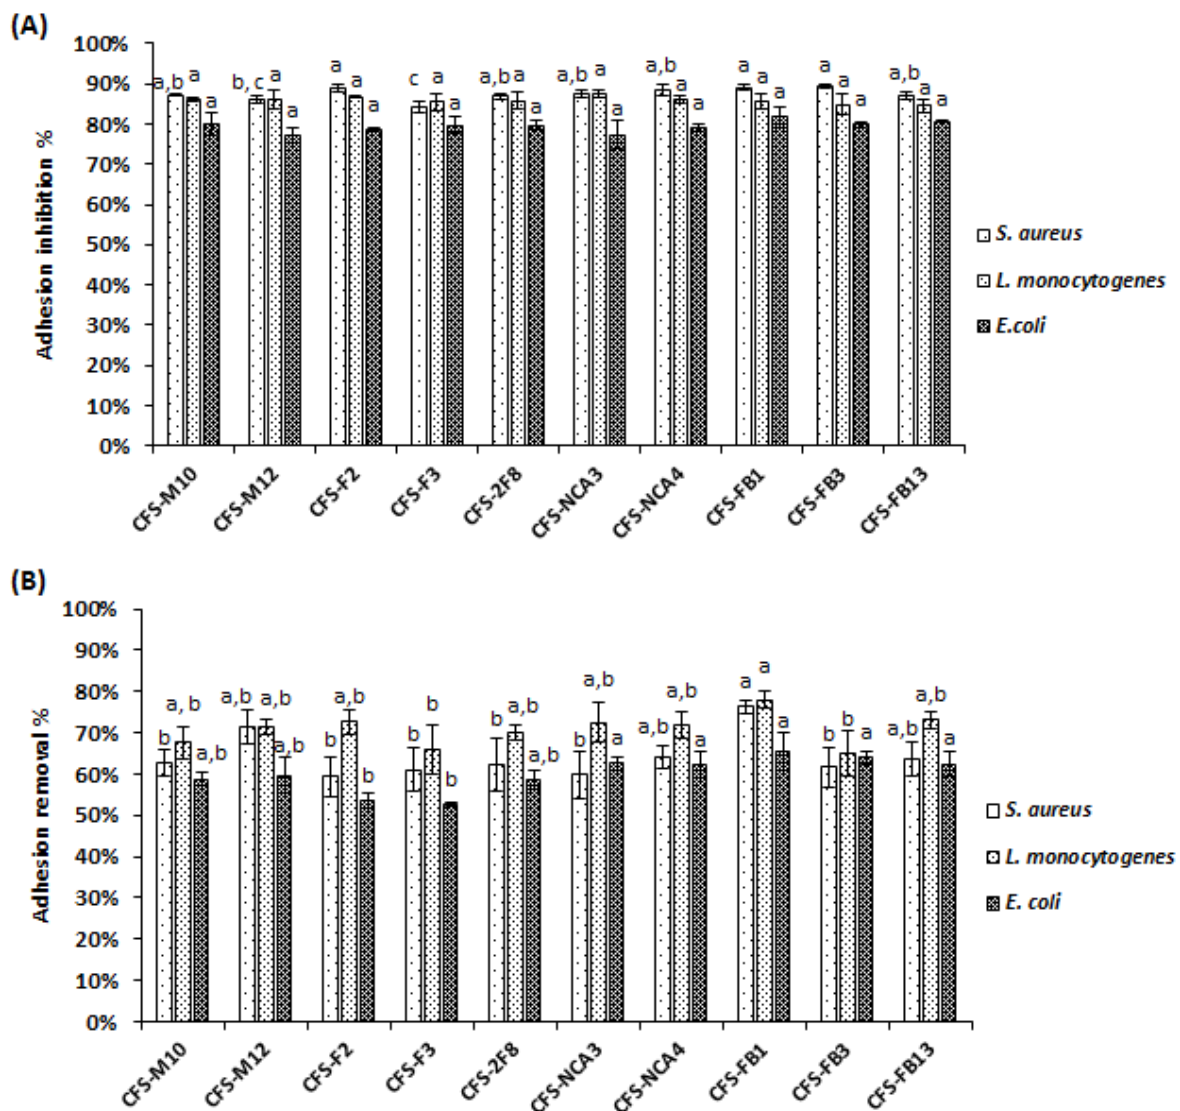 (A)
Adhesion inhibition %
100%
90%
80%
70%
60%
50%
40%
30%
20%
10%
0%
a,b a a
b,c a a
a a a
c a a
a,b a a
a,b a a
a,b a a
a a a
a a a
a,b a a
CFS-M10
CFS-M12
CFS-F2
CFS-F3
CFS-2F8
CFS-NCA3
CFS-NCA4
CFS-FB1
CFS-FB3
CFS-FB13
S. aureus
L. monocytogenes
E.coli
(B)
Adhesion removal %
100%
90%
80%
70%
60%
50%
40%
30%
20%
10%
0%
b a, b a,b
a,b a,b a,b
b a,b b
b b b
b a,b a,b
b a,b a
a,b a,b a
a a a
b b a
a,b a,b a
CFS-M10
CFS-M12
CFS-F2
CFS-F3
CFS-2F8
CFS-NCA3
CFS-NCA4
CFS-FB1
CFS-FB3
CFS-FB13
S. aureus
L. monocytogenes
E. coli